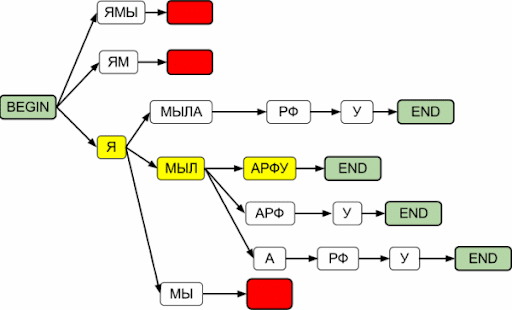 ЯМЫ
ЯМ
BEGIN
МЫЛА РФ У END
Я
МЫЛ АРФУ END
АРФ У END
А РФ У END
МЫ